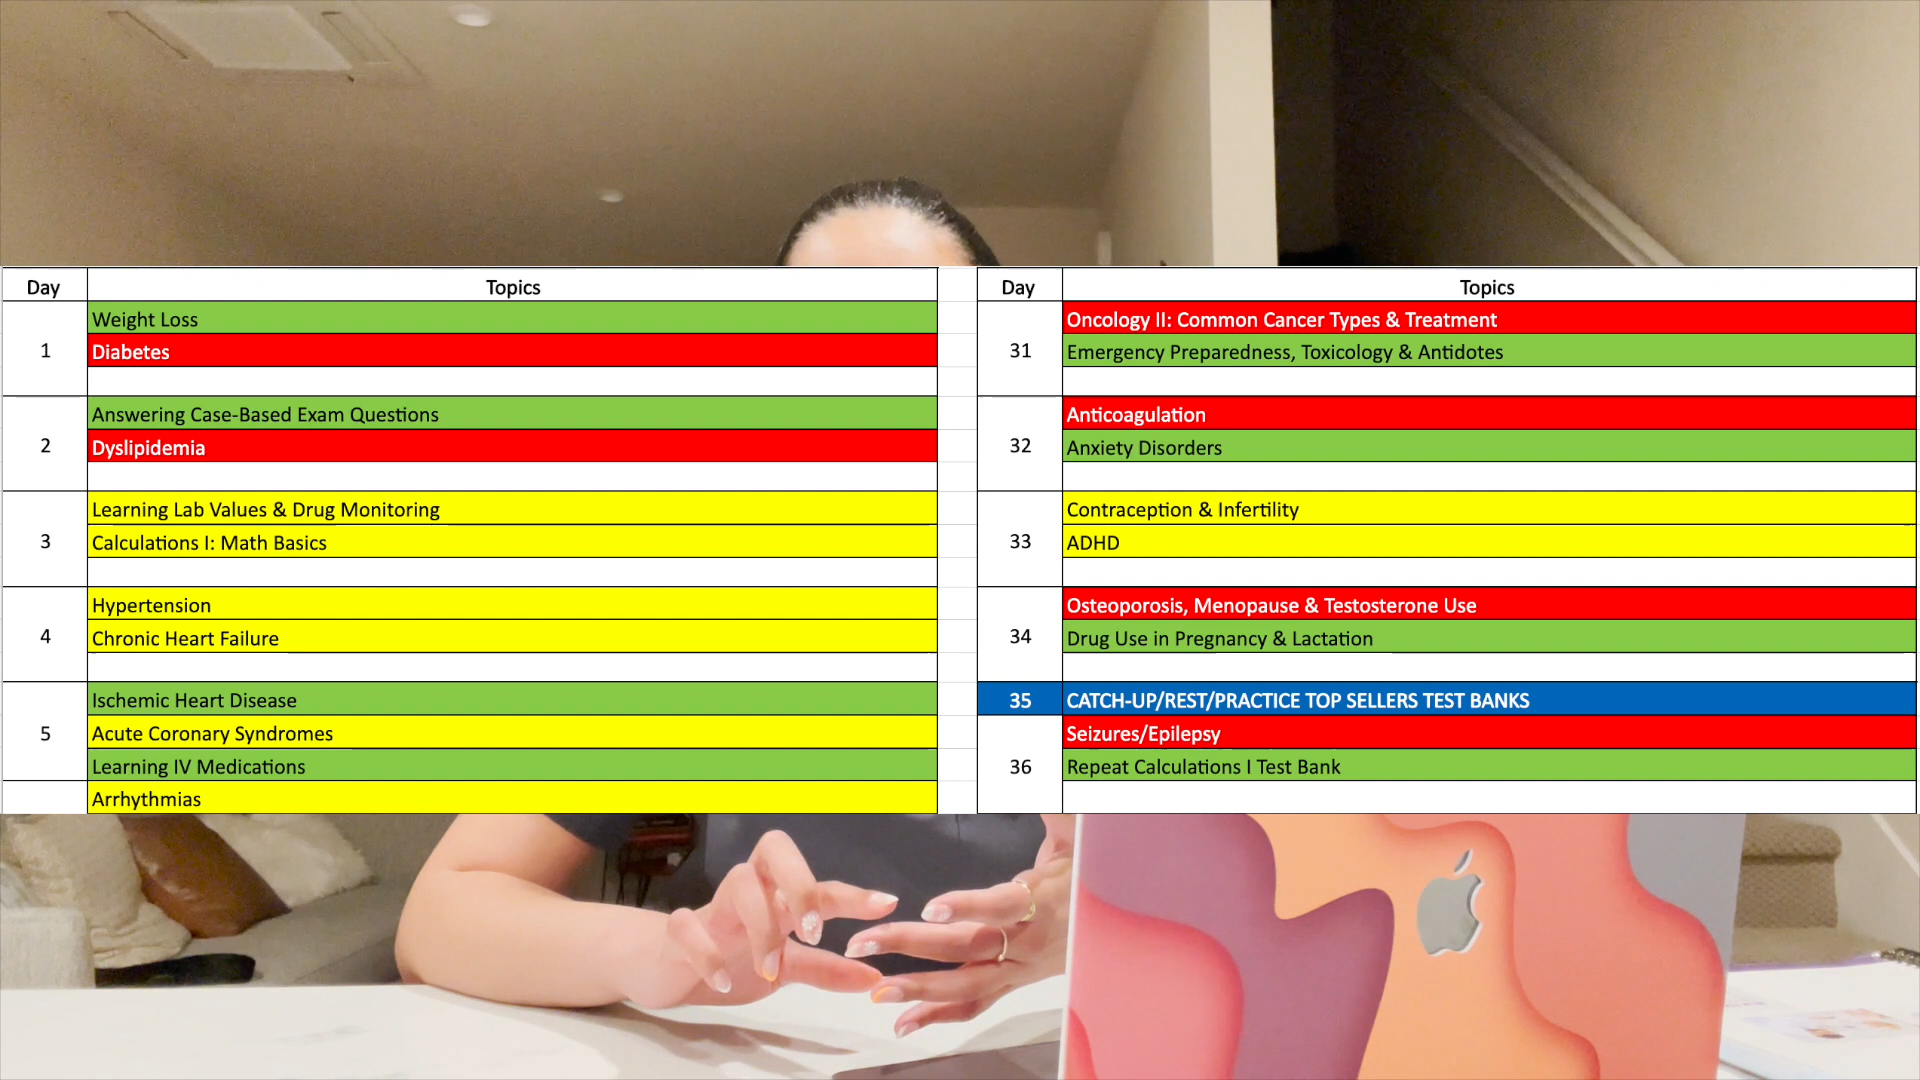 Day Topics
1
Weight Loss
Diabetes
2
Answering Case-Based Exam Questions
Dyslipidemia
3
Learning Lab Values & Drug Monitoring
Calculations I: Math Basics
4
Hypertension
Chronic Heart Failure
5
Ischemic Heart Disease
Acute Coronary Syndromes
Learning IV Medications
Arrhythmias
Day Topics
31
Oncology II: Common Cancer Types & Treatment
Emergency Preparedness, Toxicology & Antidotes
32
Anticoagulation
Anxiety Disorders
33
Contraception & Infertility
ADHD
34
Osteoporosis, Menopause & Testosterone Use
Drug Use in Pregnancy & Lactation
35 CATCH-UP/REST/PRACTICE TOP SELLERS TEST BANKS
36
Seizures/Epilepsy
Repeat Calculations I Test Bank